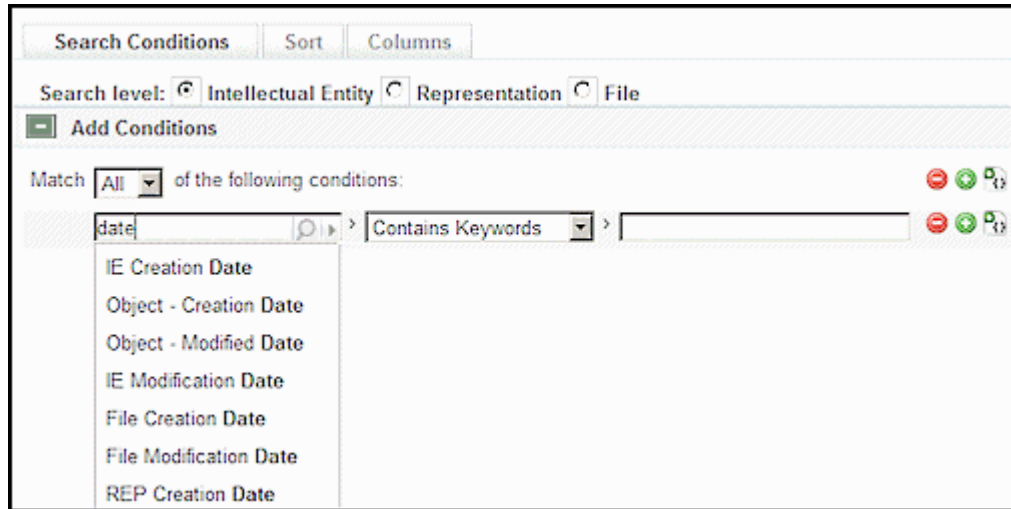 Search Conditions Sort Columns
Search level: Intellectual Entity Representation File
Add Conditions
Match All of the following conditions:
date > Contains Keywords >
IE Creation Date
Object - Creation Date
Object - Modified Date
IE Modification Date
File Creation Date
File Modification Date
REP Creation Date